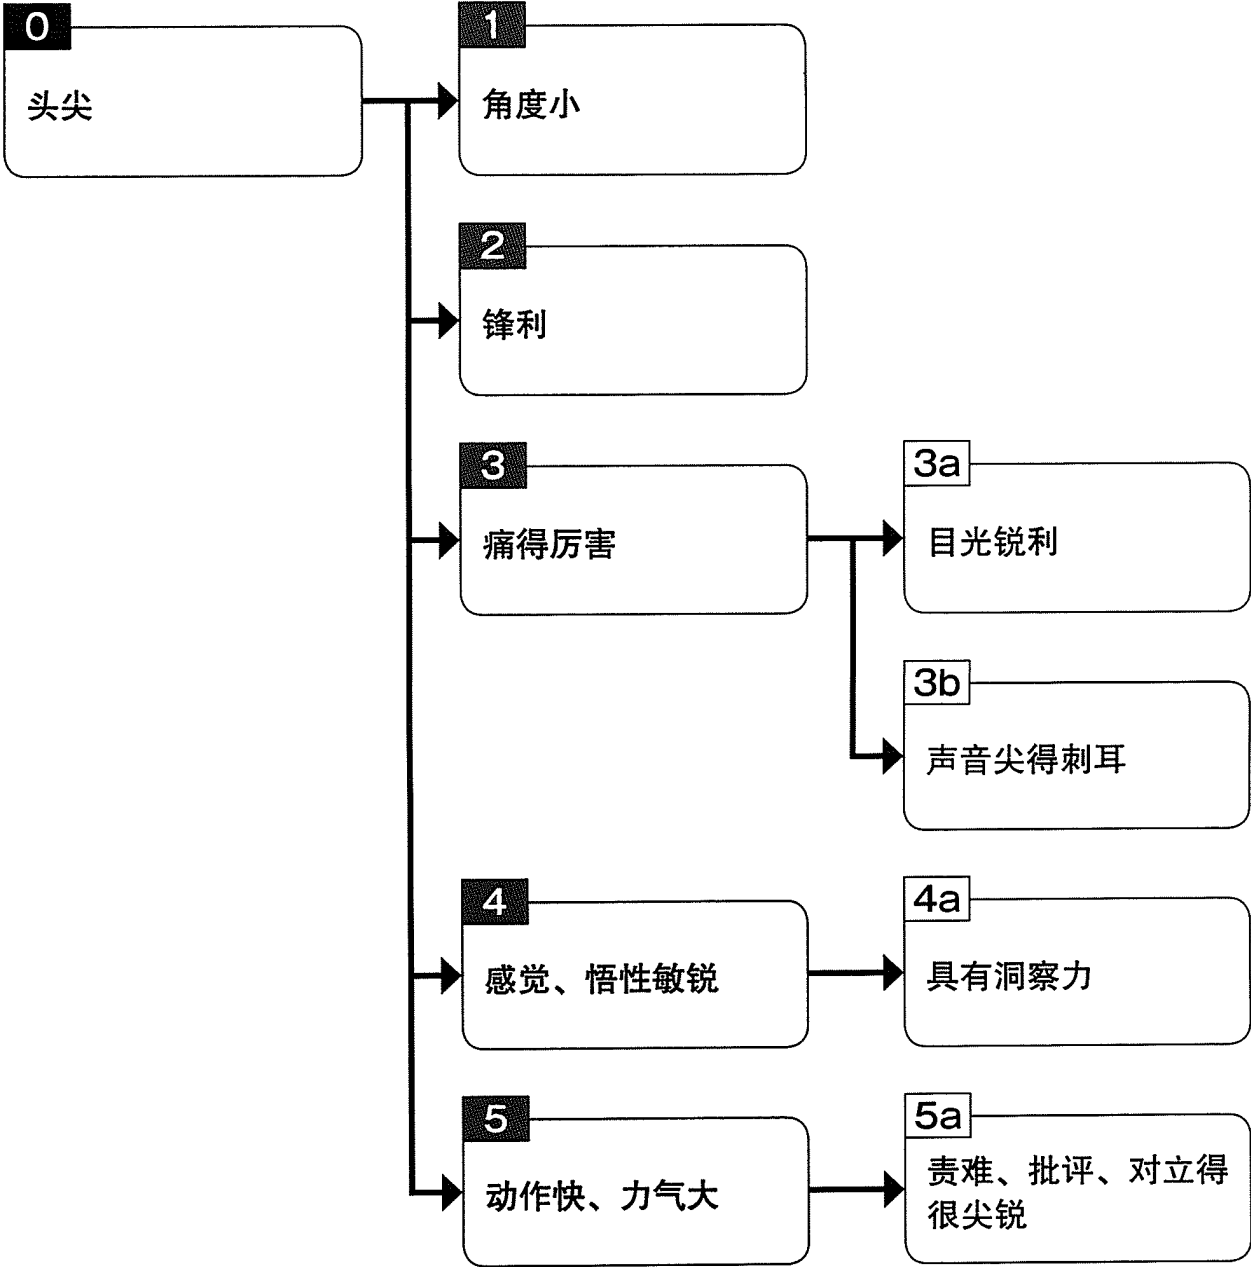 0
头尖
1
角度小
2
锋利
3
痛得厉害
3a
目光锐利
3b
声音尖得刺耳
4
感觉、悟性敏锐
4a
具有洞察力
5
动作快、力气大
5a
责难、批评、对立得
很尖锐